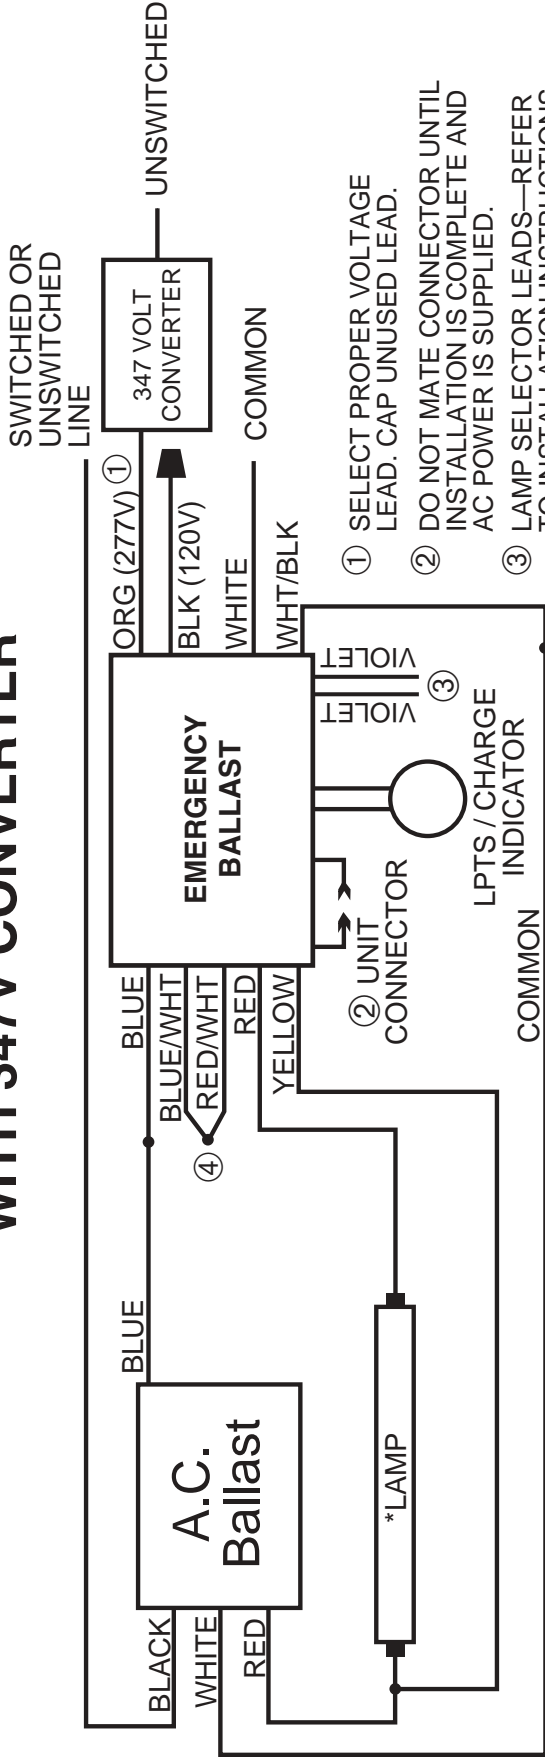 WITH 347V CONVERTER
SWITCHED OR
UNSWITCHED
LINE
UNSWITCHED
347 VOLT
CONVERTER
ORG (277V) ①
BLK (120V)
WHITE
COMMON
WHT/BLK
EMERGENCY
BALLAST
BLUE
BLUE/WHT
RED/WHT
RED
YELLOW
④
BLUE
A.C.
Ballast
BLACK
WHITE
RED
*LAMP
② UNIT
CONNECTOR
LPTS / CHARGE
INDICATOR
VIOLET
VIOLET
③
COMMON
① SELECT PROPER VOLTAGE
LEAD. CAP UNUSED LEAD.
② DO NOT MATE CONNECTOR UNTIL
INSTALLATION IS COMPLETE AND
AC POWER IS SUPPLIED.
③ LAMP SELECTOR LEADS—REFER
TO INSTALLATION INSTRUCTIONS